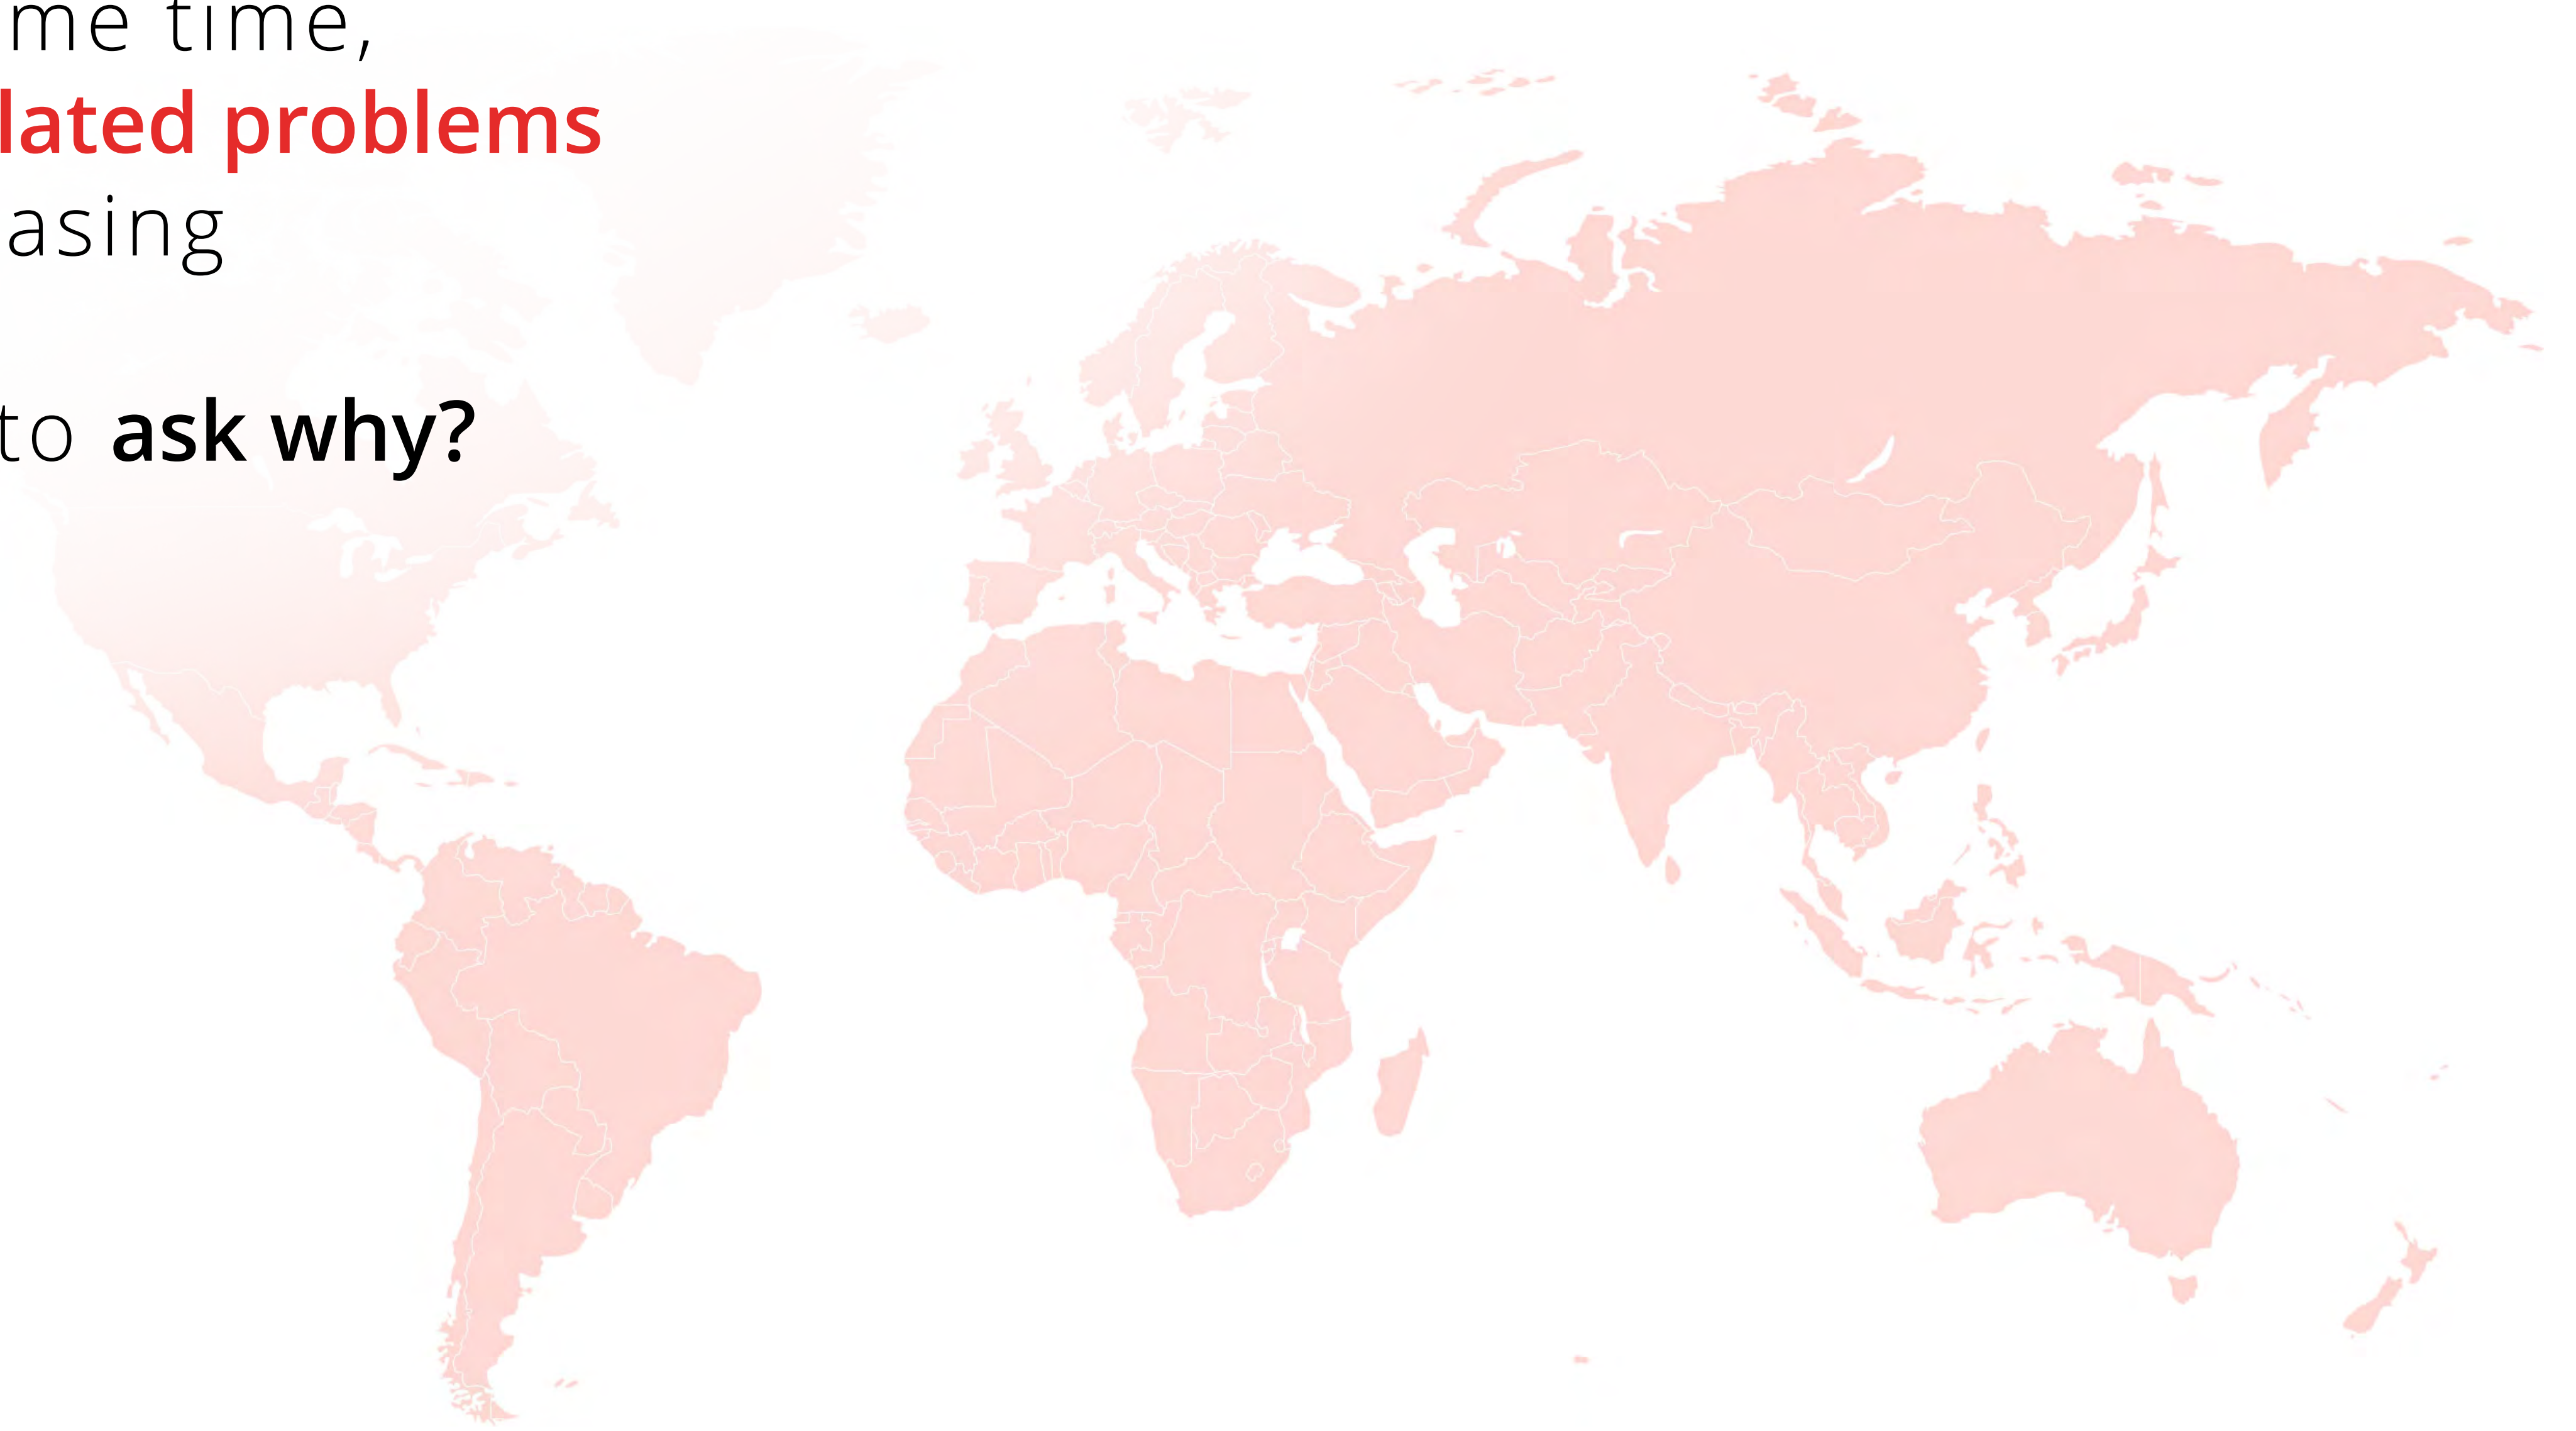 me time,
lated problems
asing
to ask why?